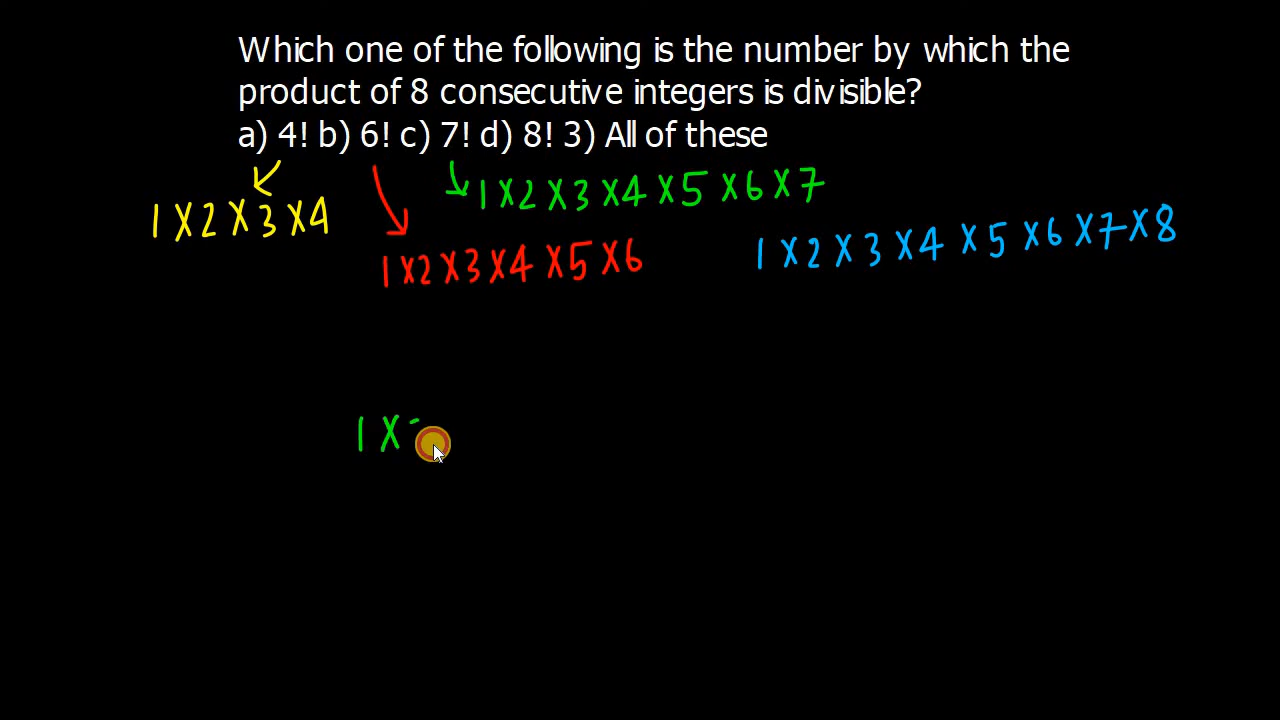 Which one of the following is the number by which the
product of 8 consecutive integers is divisible?
a) 4! b) 6! c) 7! d) 8! 3) All of these
1 X 2 X 3 X 4 X 5 X 6 X 7
1 X 2 X 3 X 4
1 X 2 X 3 X 4 X 5 X 6 X 7 X 8
1 X 2 X 3 X 4 X 5 X 6
1 X